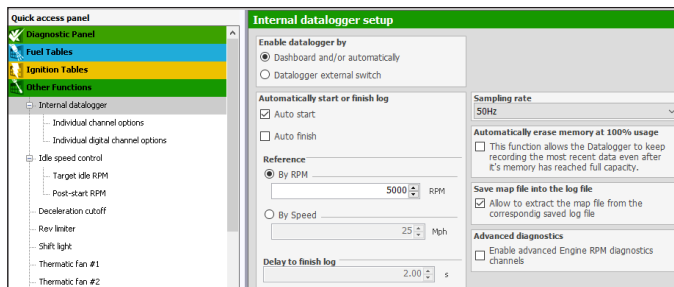 Quick access panel
Diagnostic Panel
Fuel Tables
Ignition Tables
Other Functions
Internal datalogger
Individual channel options
Individual digital channel options
Idle speed control
Target idle RPM
Post-start RPM
Deceleration cutoff
Rev limiter
Shift light
Thermatic fan #1
Thermatic fan #2
Internal datalogger setup
Enable datalogger by
Dashboard and/or automatically
Datalogger external switch
Automatically start or finish log
Auto start
Auto finish
Reference
By RPM
5000 RPM
By Speed
25 Mph
Delay to finish log
2.00 s
Sampling rate
50Hz
Automatically erase memory at 100% usage
This function allows the Datalogger to keep
recording the most recent data even after
it's memory has reached full capacity.
Save map file into the log file
Allow to extract the map file from the
correspondig saved log file
Advanced diagnostics
Enable advanced Engine RPM diagnostics
channels